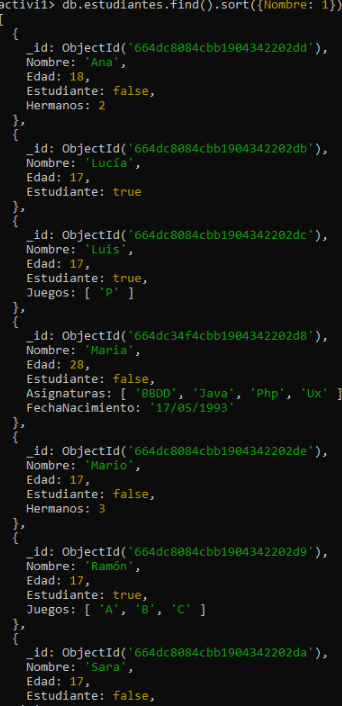 activi1> db.estudiantes.find().sort({Nombre: 1})
[
{
_id: ObjectId('664dc8084cbb1904342202dd'),
Nombre: 'Ana',
Edad: 18,
Estudiante: false,
Hermanos: 2
},
{
_id: ObjectId('664dc8084cbb1904342202db'),
Nombre: 'Lucía',
Edad: 17,
Estudiante: true
},
{
_id: ObjectId('664dc8084cbb1904342202dc'),
Nombre: 'Luis',
Edad: 17,
Estudiante: true,
Juegos: [ 'P' ]
},
{
_id: ObjectId('664dc34f4cbb1904342202d8'),
Nombre: 'Maria',
Edad: 28,
Estudiante: false,
Asignaturas: [ 'BBDD', 'Java', 'Php', 'Ux' ]
FechaNacimiento: '17/05/1993'
},
{
_id: ObjectId('664dc8084cbb1904342202de'),
Nombre: 'Mario',
Edad: 17,
Estudiante: false,
Hermanos: 3
},
{
_id: ObjectId('664dc8084cbb1904342202d9'),
Nombre: 'Ramón',
Edad: 17,
Estudiante: true,
Juegos: [ 'A', 'B', 'C' ]
},
{
_id: ObjectId('664dc8084cbb1904342202da'),
Nombre: 'Sara',
Edad: 17,
Estudiante: false,